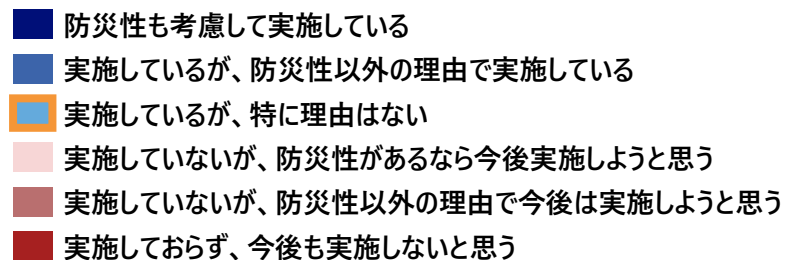 防災性も考慮して実施している
実施しているが、防災性以外の理由で実施している
実施しているが、特に理由はない
実施していないが、防災性があるなら今後実施しようと思う
実施していないが、防災性以外の理由で今後は実施しようと思う
実施しておらず、今後も実施しないと思う